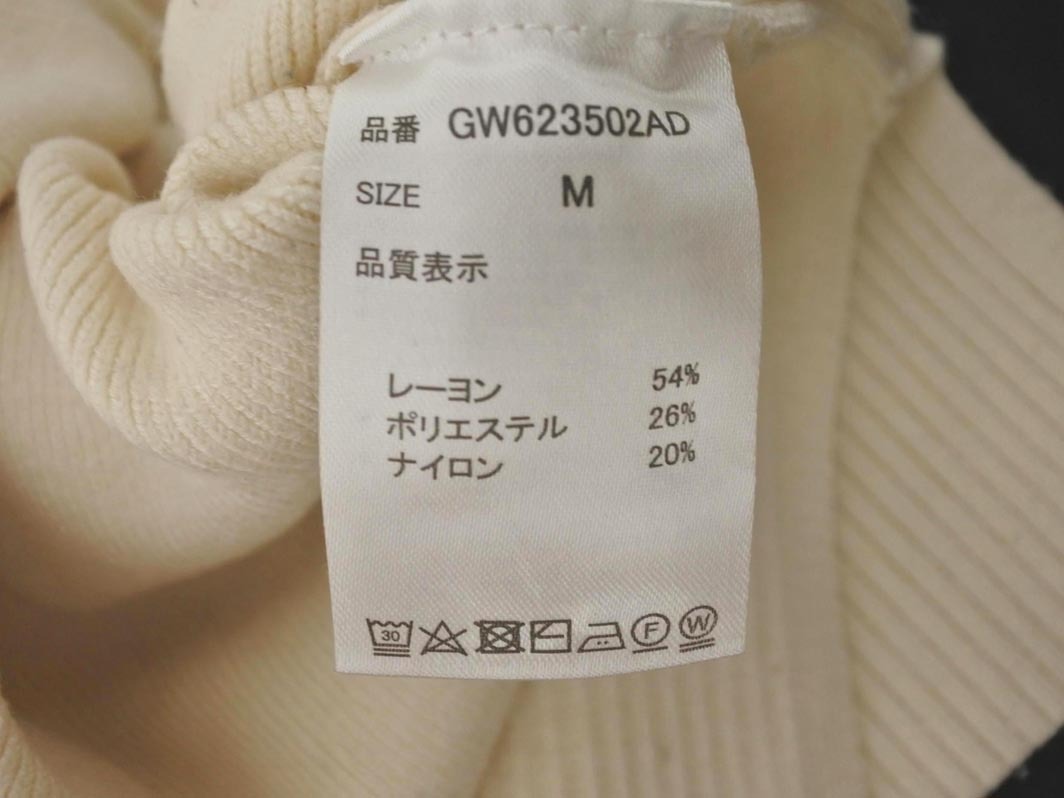 品番 GW623502AD
SIZE M
品質表示
レーヨン 54%
ポリエステル 26%
ナイロン 20%
30 F W